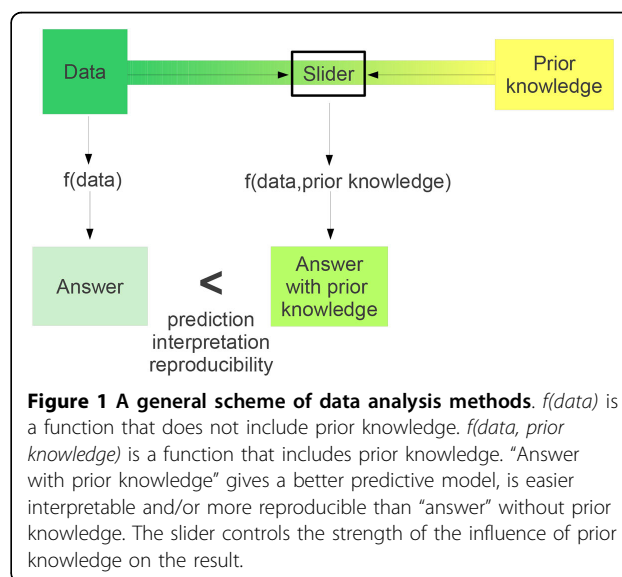 Data
Slider
Prior
knowledge
f(data)
f(data,prior knowledge)
Answer
<
Answer
with prior
knowledge
prediction
interpretation
reproducibility
Figure 1 A general scheme of data analysis methods. f(data) is
a function that does not include prior knowledge. f(data, prior
knowledge) is a function that includes prior knowledge. “Answer
with prior knowledge” gives a better predictive model, is easier
interpretable and/or more reproducible than “answer” without prior
knowledge. The slider controls the strength of the influence of prior
knowledge on the result.